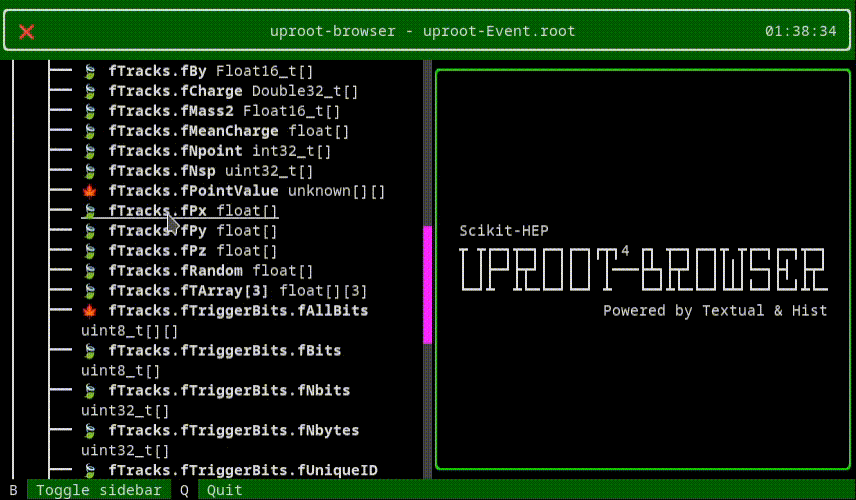 ❌ uproot-browser - uproot-Event.root 01:38:34
fTracks.fBy Float16_t[]
fTracks.fCharge Double32_t[]
fTracks.fMass2 Float16_t[]
fTracks.fMeanCharge float[]
fTracks.fNpoint int32_t[]
fTracks.fNsp uint32_t[]
fTracks.fPointValue unknown[][]
fTracks.fPx float[]
fTracks.fPy float[]
fTracks.fPz float[]
fTracks.fRandom float[]
fTracks.fTArray[3] float[][3]
fTracks.fTriggerBits.fAllBits
uint8_t[][]
fTracks.fTriggerBits.fBits
uint8_t[]
fTracks.fTriggerBits.fNbits
uint32_t[]
fTracks.fTriggerBits.fNbytes
uint32_t[]
fTracks.fTriggerBits.fUniqueID
Scikit-HEP
UPROOT4-BROWSER
Powered by Textual & Hist
B Toggle sidebar Q Quit